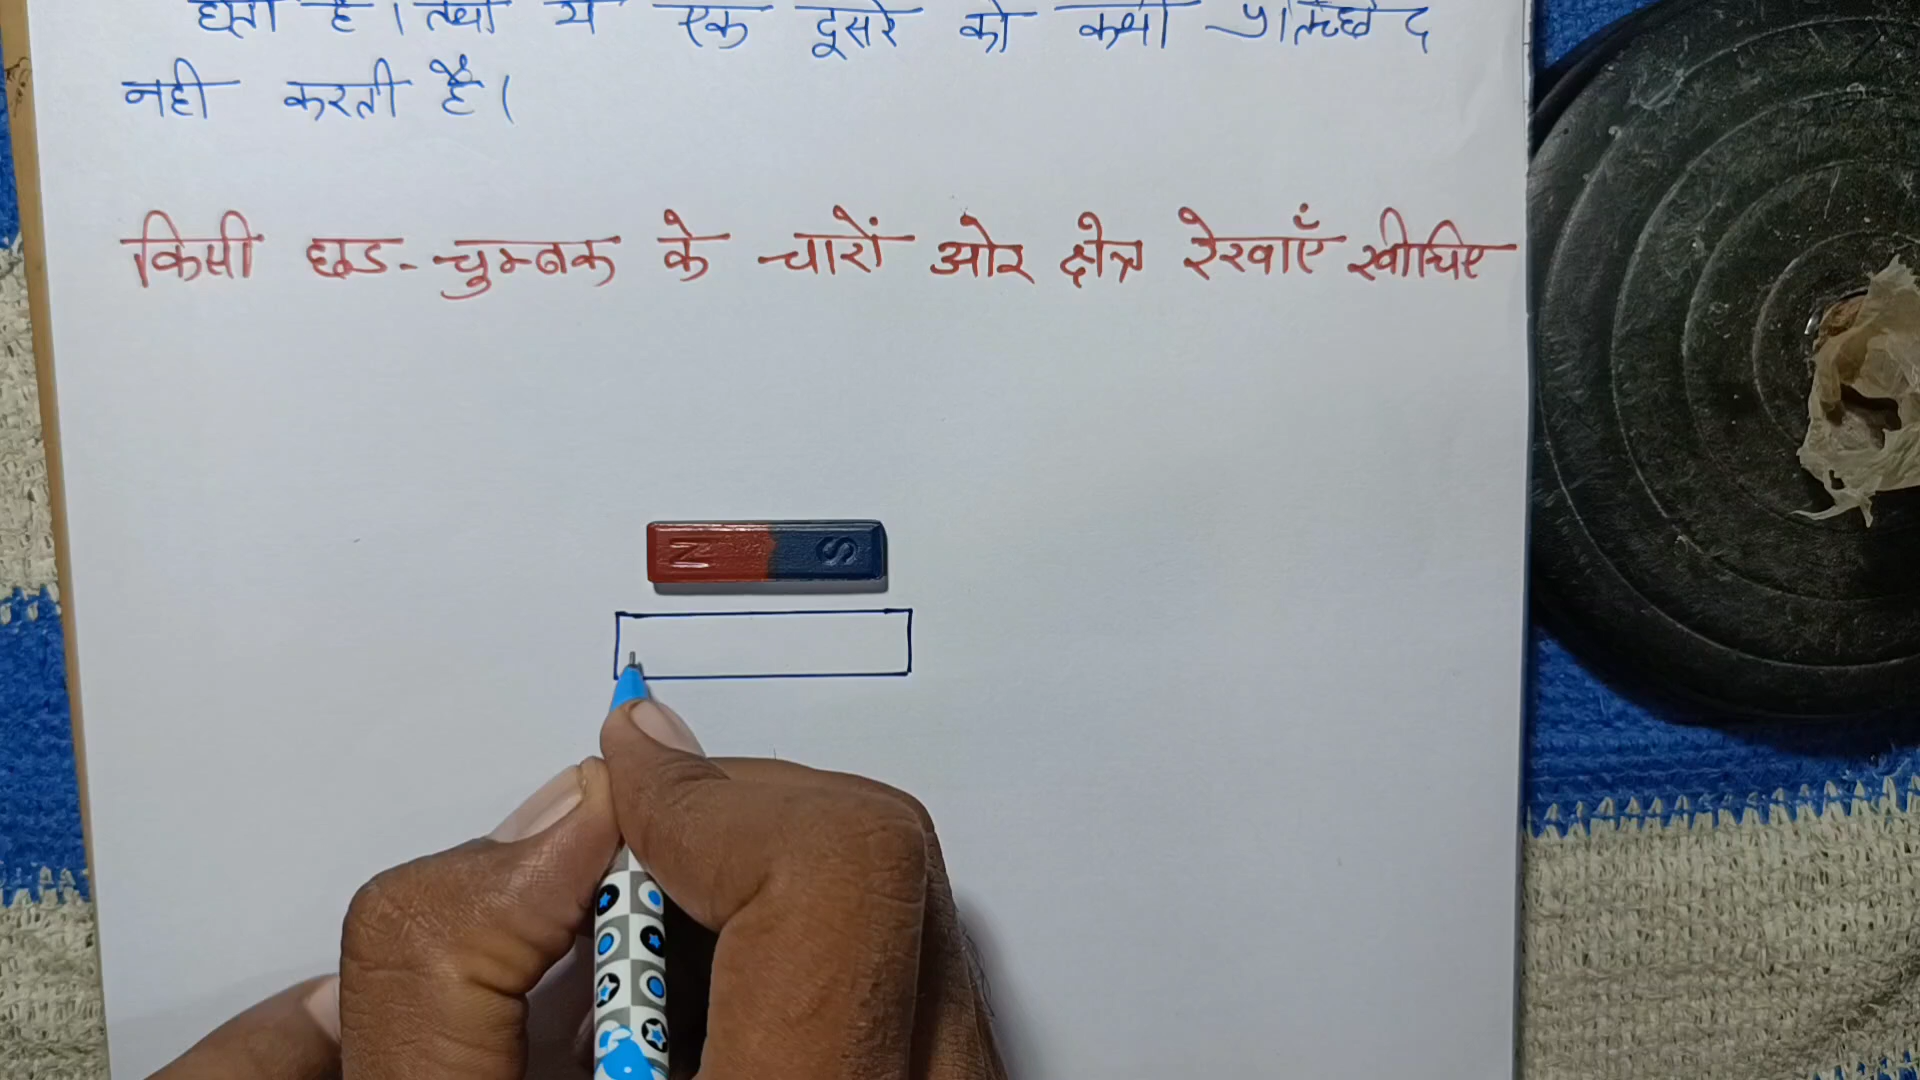 होती है। तथा ये एक दूसरे को कभी प्रतिच्छेद
नही करती है।
किसी छड़-चुम्बक के चारों ओर क्षेत्र रेखाएँ खीचिए
N S